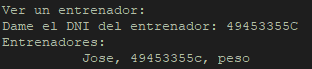 Ver un entrenador:
Dame el DNI del entrenador: 49453355C
Entrenadores:
Jose, 49453355c, peso